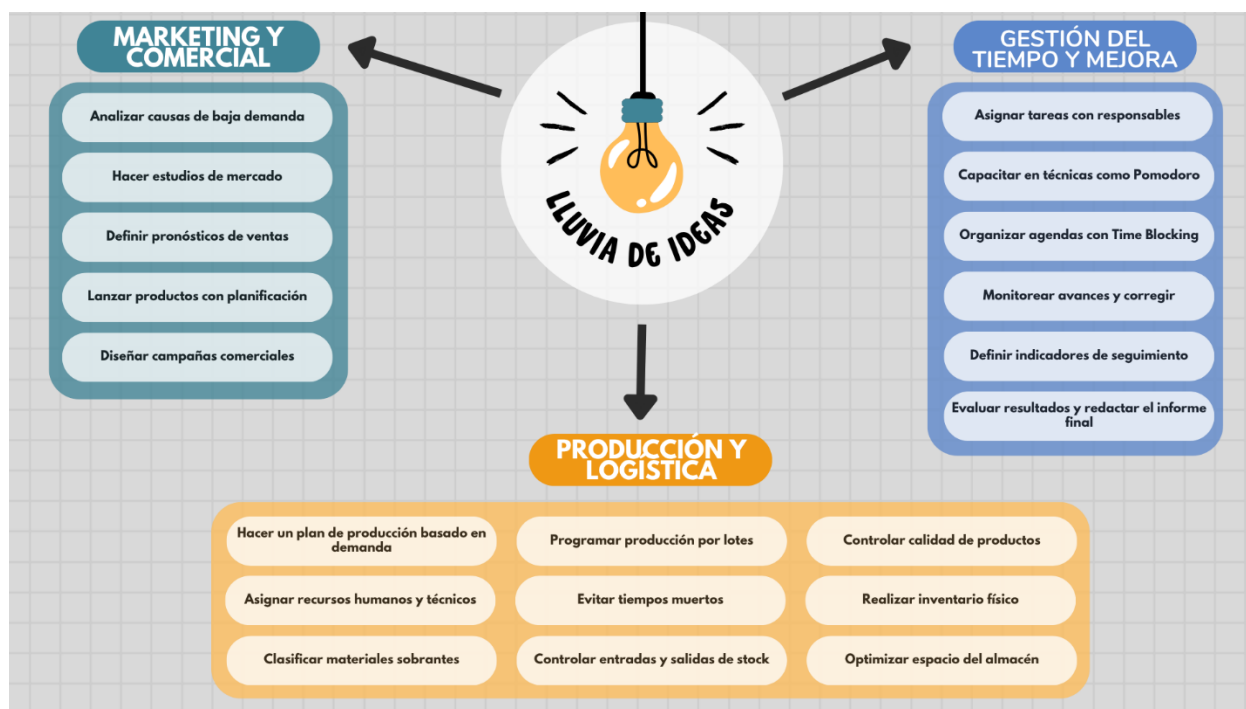 MARKETING Y
COMERCIAL
Analizar causas de baja demanda
Hacer estudios de mercado
Definir pronósticos de ventas
Lanzar productos con planificación
Diseñar campañas comerciales
LLUVIA DE IDEAS
GESTIÓN DEL
TIEMPO Y MEJORA
Asignar tareas con responsables
Capacitar en técnicas como Pomodoro
Organizar agendas con Time Blocking
Monitorear avances y corregir
Definir indicadores de seguimiento
Evaluar resultados y redactar el informe
final
PRODUCCIÓN Y
LOGÍSTICA
Hacer un plan de producción basado en
demanda
Programar producción por lotes
Controlar calidad de productos
Asignar recursos humanos y técnicos
Evitar tiempos muertos
Realizar inventario físico
Clasificar materiales sobrantes
Controlar entradas y salidas de stock
Optimizar espacio del almacén